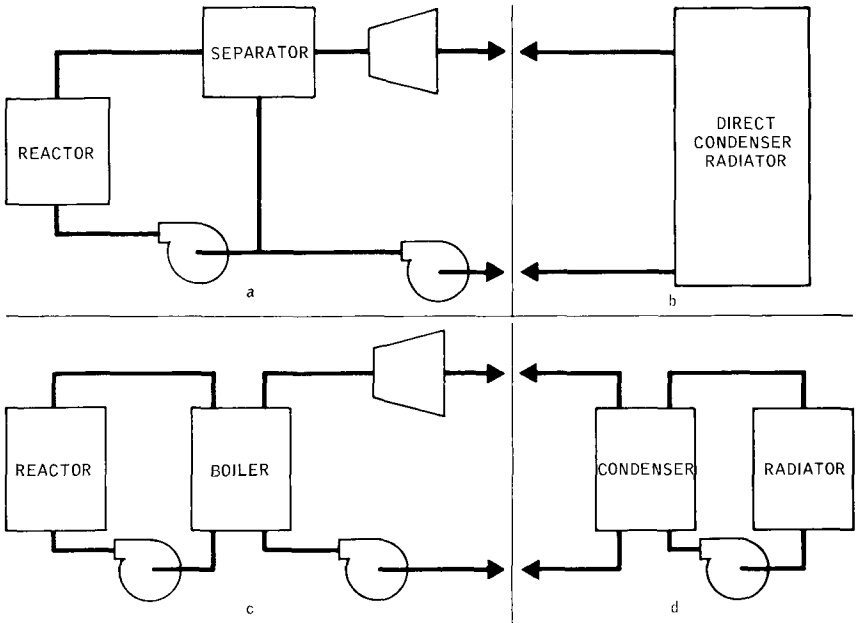 SEPARATOR
REACTOR
DIRECT
CONDENSER
RADIATOR
a
b
REACTOR
BOILER
CONDENSER
RADIATOR
c
d